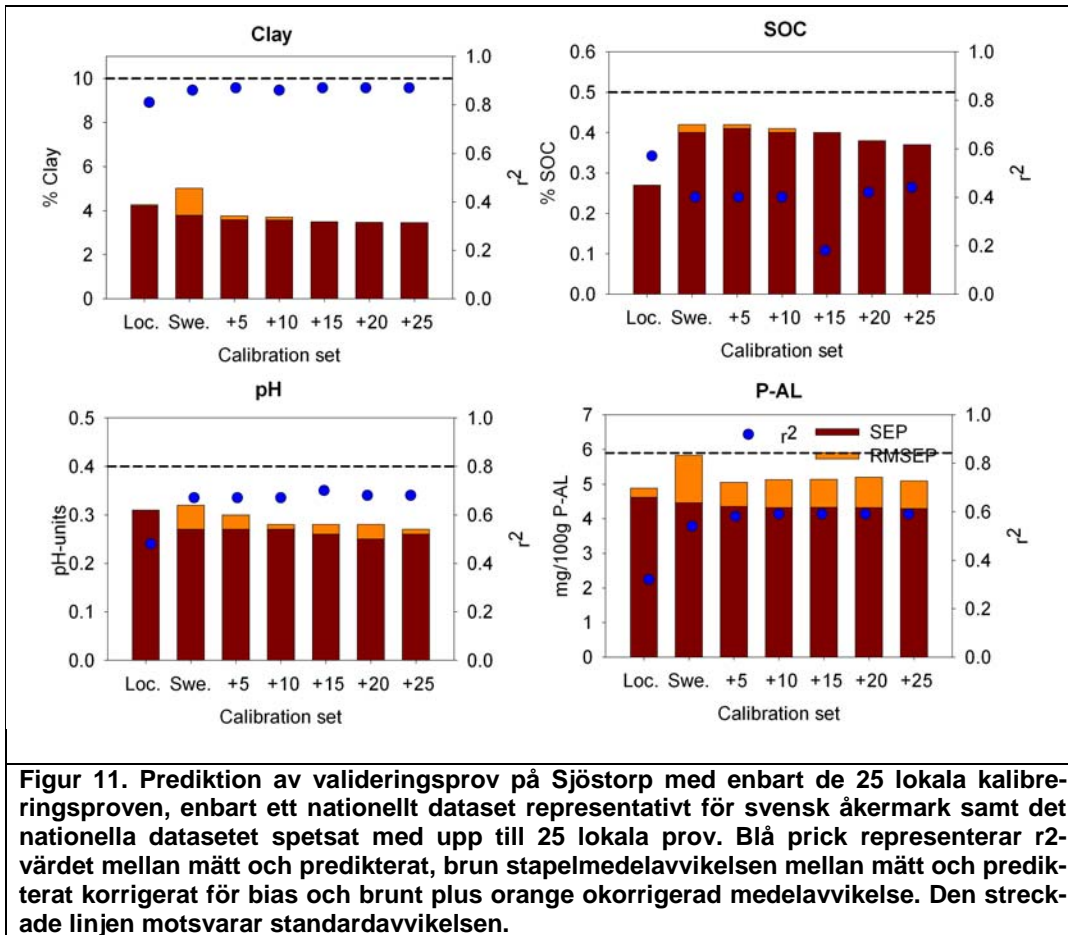 Clay
% Clay
10
8
6
4
2
0
1.0
0.8
0.6
0.4
0.2
0.0
r²
Loc. Swe. +5 +10 +15 +20 +25
Calibration set
SOC
% SOC
0.6
0.5
0.4
0.3
0.2
0.1
0.0
1.0
0.8
0.6
0.4
0.2
0.0
r²
Loc. Swe. +5 +10 +15 +20 +25
Calibration set
pH
pH-units
0.5
0.4
0.3
0.2
0.1
0.0
1.0
0.8
0.6
0.4
0.2
0.0
r²
Loc. Swe. +5 +10 +15 +20 +25
Calibration set
P-AL
mg/100g P-AL
7
6
5
4
3
2
1
0
r² SEP
RMSEP
1.0
0.8
0.6
0.4
0.2
0.0
r²
Loc. Swe. +5 +10 +15 +20 +25
Calibration set
Figur 11. Prediktion av valideringsprov på Sjöstorp med enbart de 25 lokala kalibre-
ringsproven, enbart ett nationellt dataset representativt för svensk åkermark samt det
nationella datasetet spetsat med upp till 25 lokala prov. Blå prick representerar r2-
värdet mellan mätt och predikterat, brun stapelmedelavvikelsen mellan mätt och predik-
terat korrigerat för bias och brunt plus orange okorrigerad medelavvikelse. Den streck-
ade linjen motsvarar standardavvikelsen.